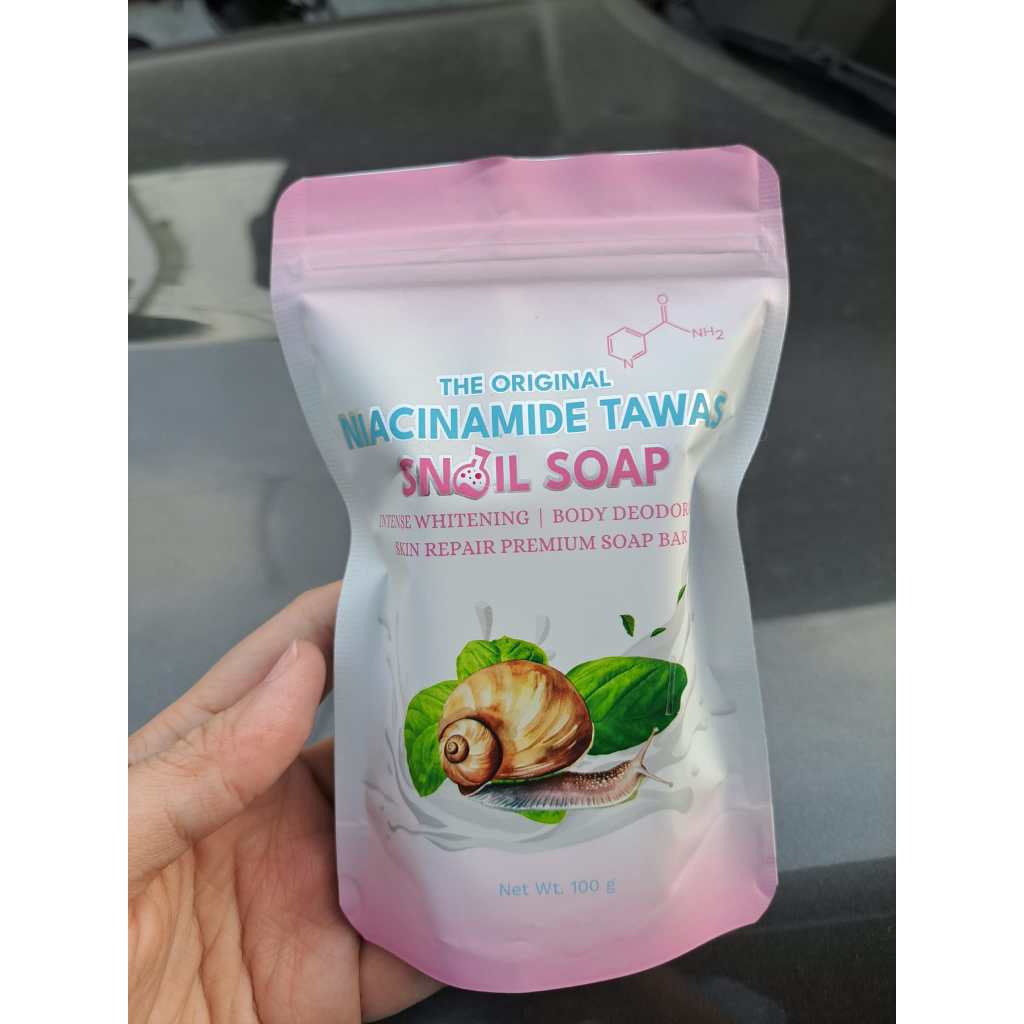 O
NH2
N
THE ORIGINAL
NIACINAMIDE TAWAS
SNAIL SOAP
INTENSE WHITENING | BODY DEODOR
SKIN REPAIR PREMIUM SOAP BAR
Net Wt. 100 g